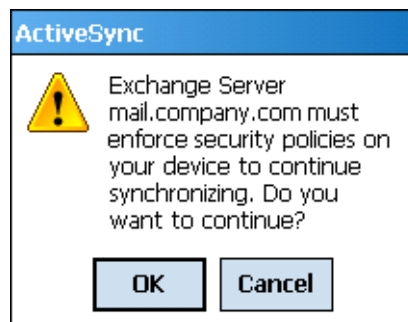 ActiveSync
Exchange Server
mail.company.com must
enforce security policies on
your device to continue
synchronizing. Do you
want to continue?
OK Cancel